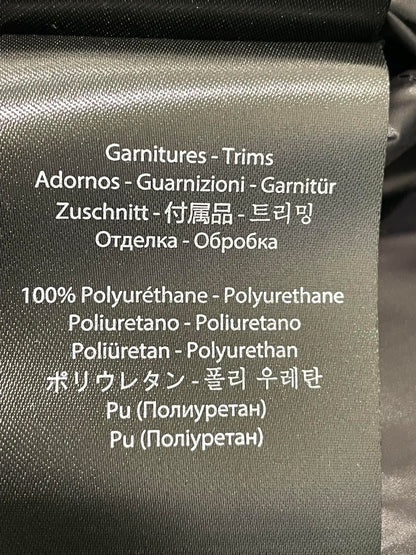 Garnitures - Trims
Adornos - Guarnizioni - Garnitür
Zuschnitt - 付属品 - 트리밍
Отделка - Обробка
100% Polyuréthane - Polyurethane
Poliuretano - Poliuretano
Poliüretan - Polyurethan
ポリウレタン - 폴리 우레탄
Pu (Полиуретан)
Pu (Поліуретан)